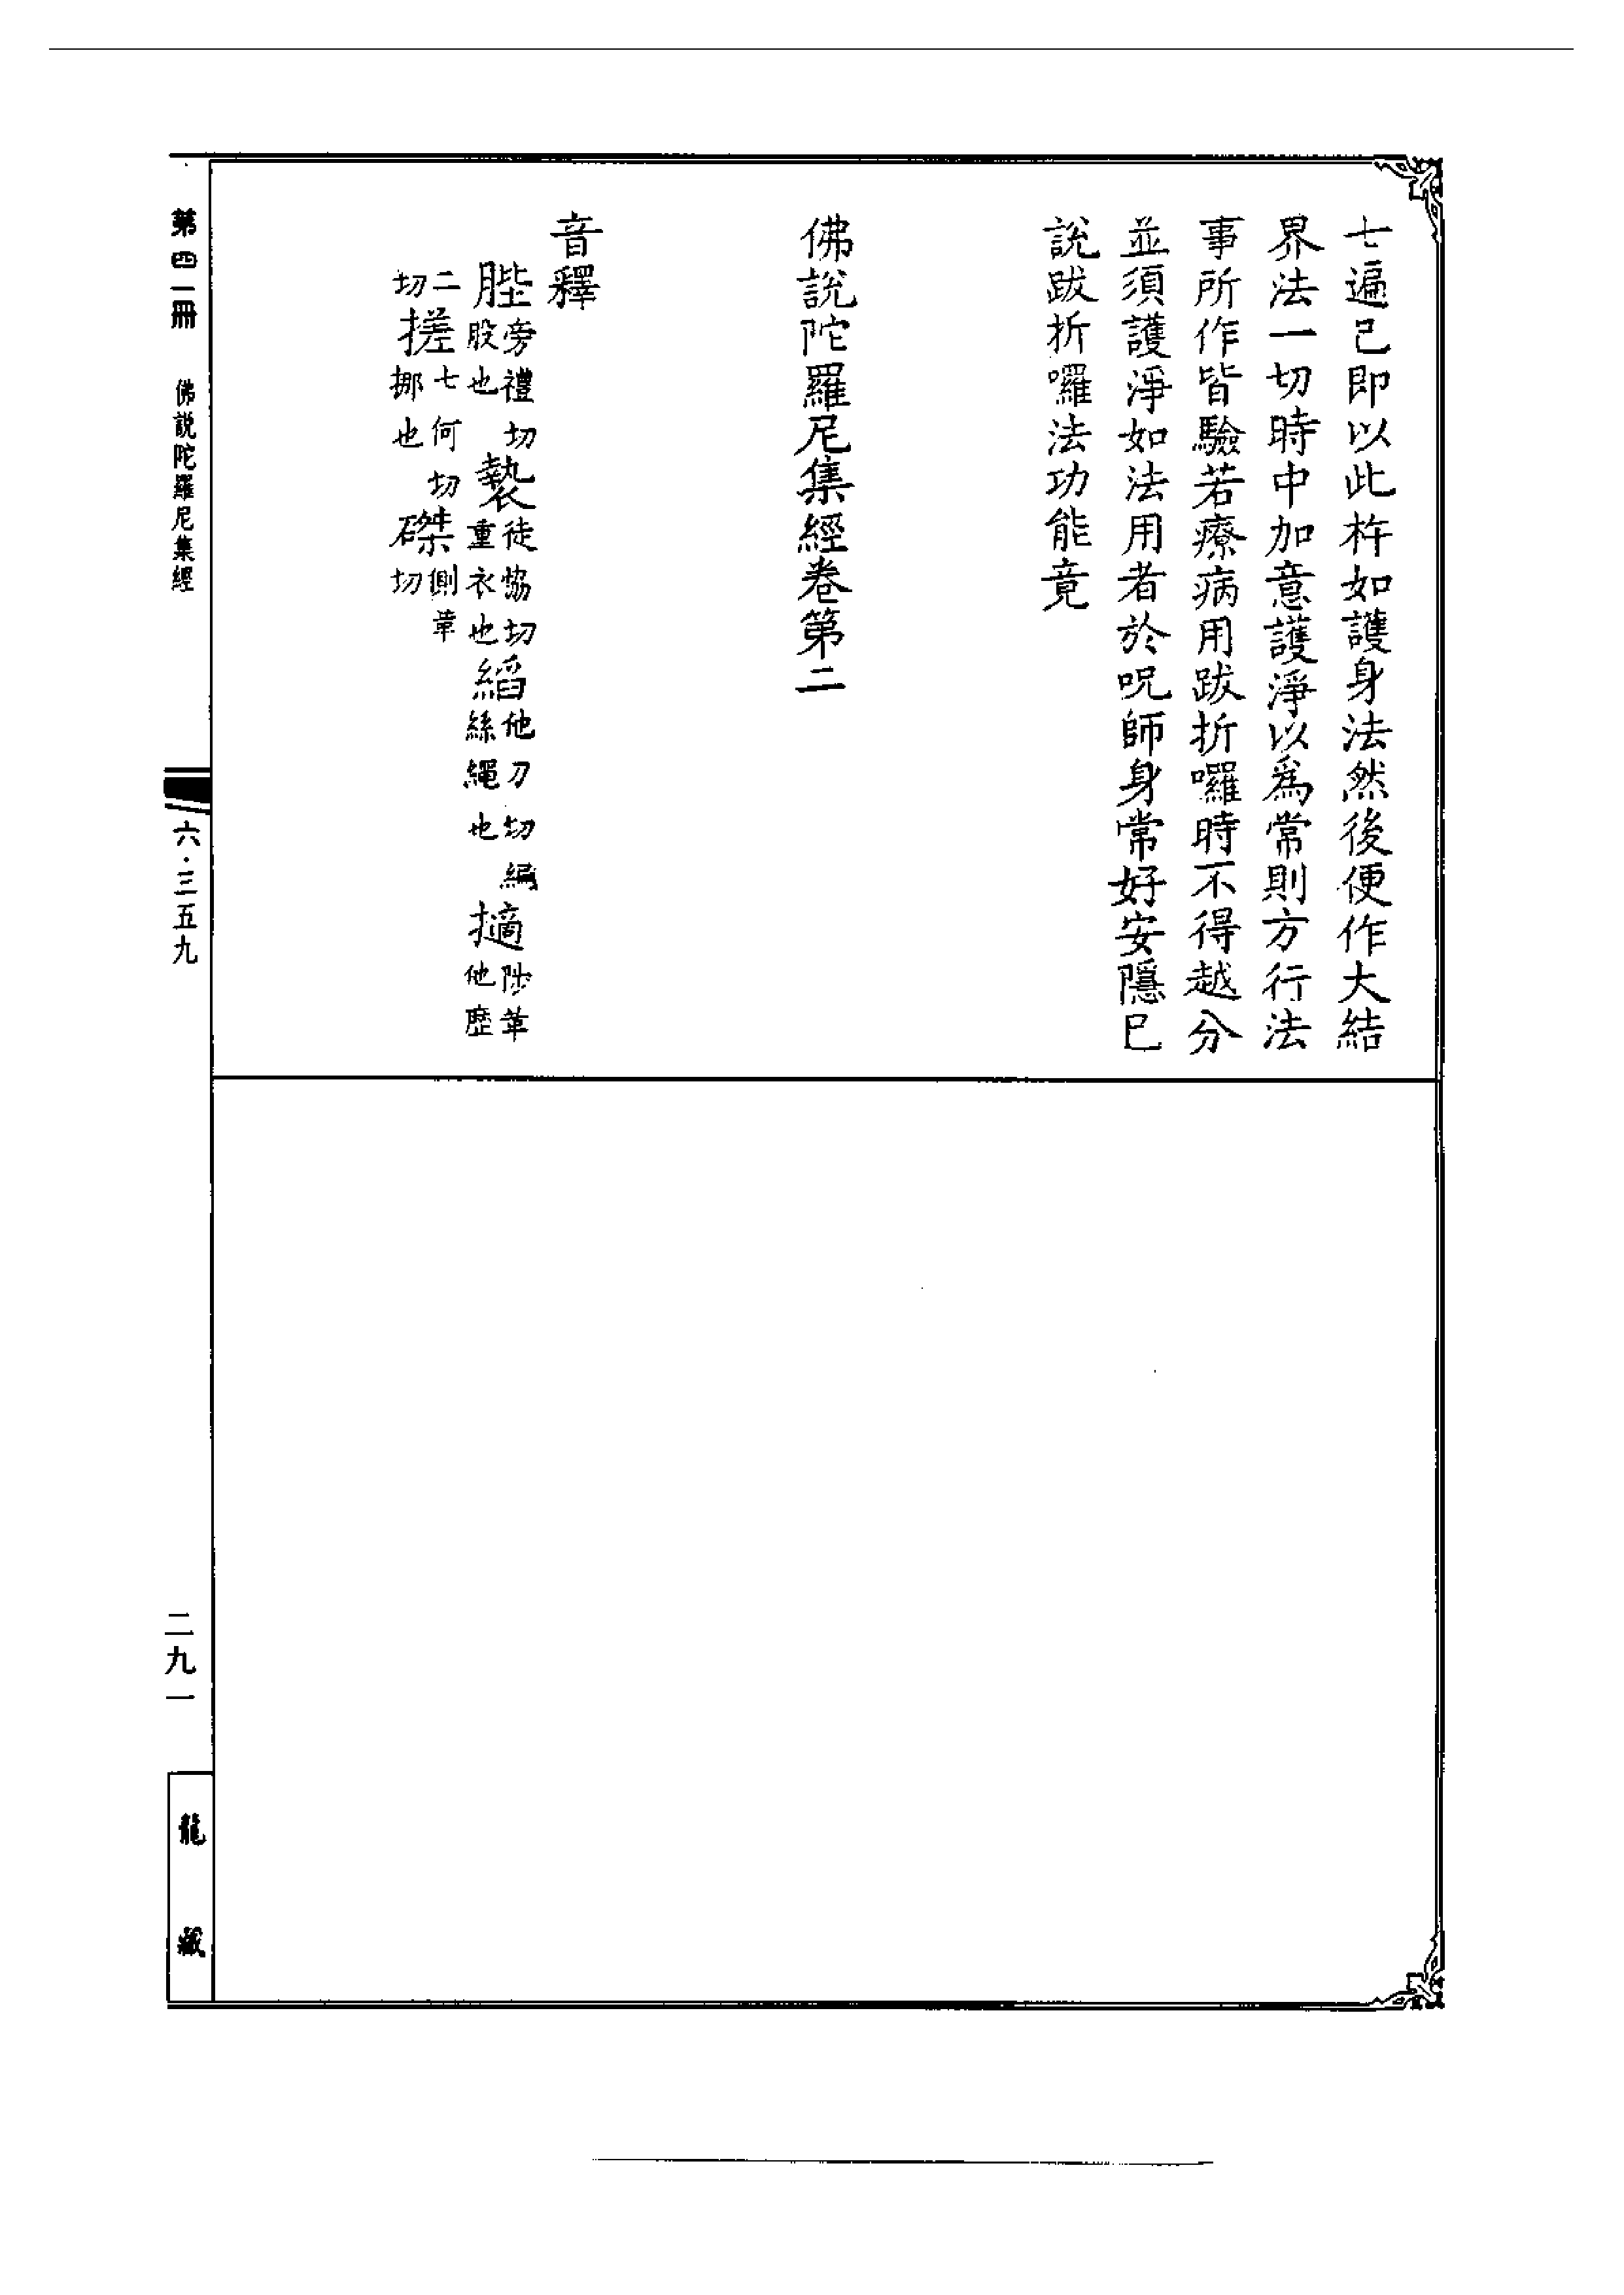 七遍已即以此杵如護身法然後便作大結
界法一切時中加意護淨以爲常則方行法
事所作皆驗若療病用跋折囉時不得越分
並須護淨如法用者於呪師身常好安隱已
說跋折囉法功能竟
佛說陀羅尼集經卷第二
音釋
䏶旁禮切股也 褺徒協切重衣也 縚他刀切編絲繩也 擿陟革他歷
二切 搓七何切挪也 磔側革切
第四一冊 佛說陀羅尼集經
六·三五九
二九一
龍藏